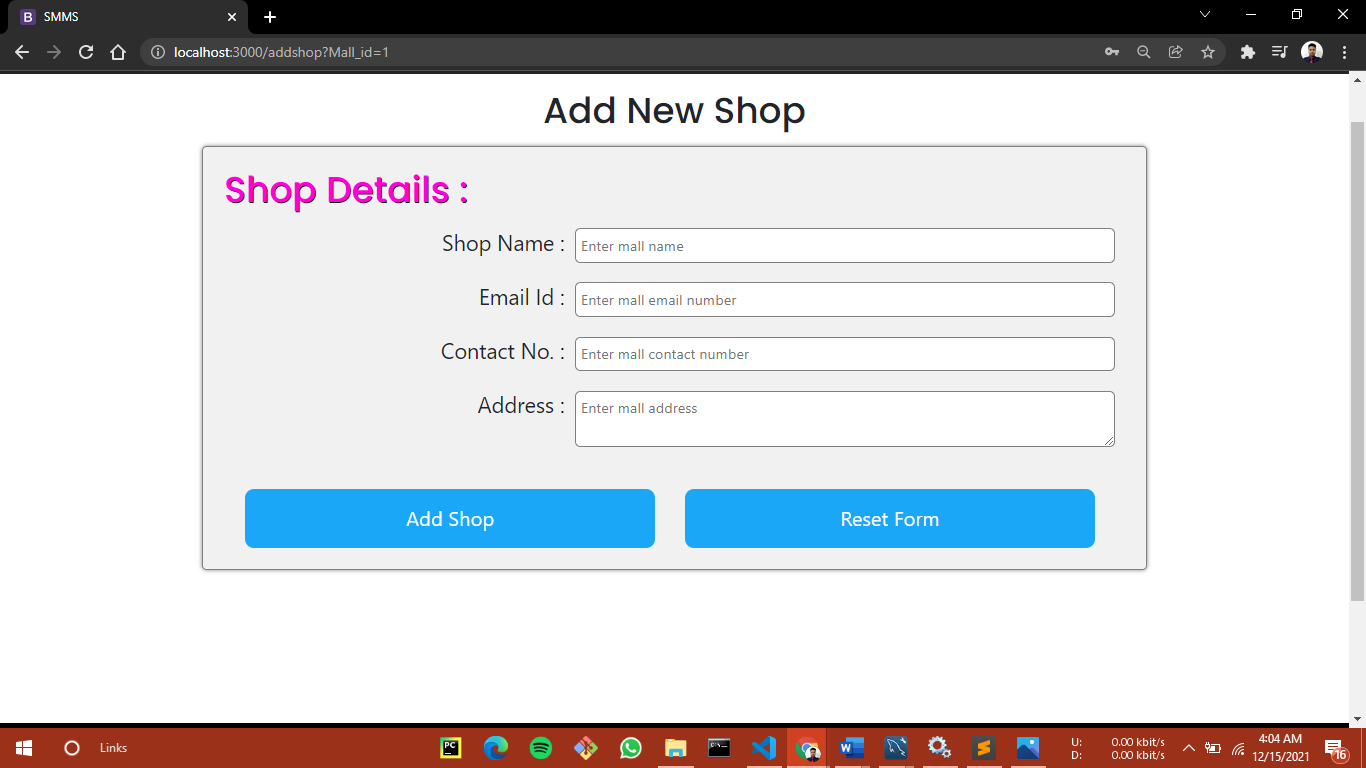 SMMS
localhost:3000/addshop?Mall_id=1
Add New Shop
Shop Details :
Shop Name : Enter mall name
Email Id : Enter mall email number
Contact No. : Enter mall contact number
Address : Enter mall address
Add Shop Reset Form
Links
U: 0.00 kbit/s
D: 0.00 kbit/s
4:04 AM
12/15/2021
16